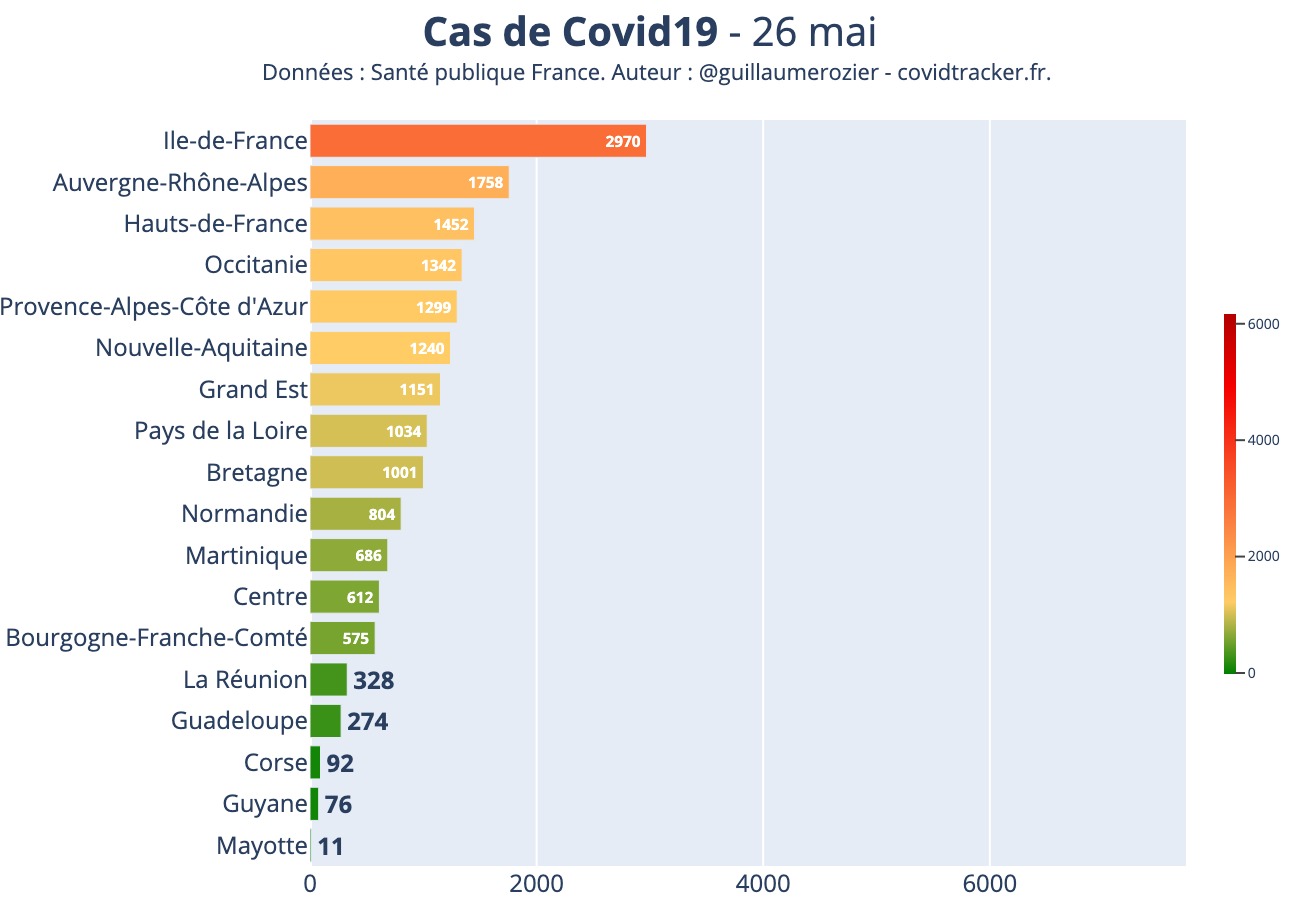 Cas de Covid19 - 26 mai
Données : Santé publique France. Auteur : @guillaumerozier - covidtracker.fr.
Ile-de-France 2970
Auvergne-Rhône-Alpes 1758
Hauts-de-France 1452
Occitanie 1342
Provence-Alpes-Côte d'Azur 1299
Nouvelle-Aquitaine 1240
Grand Est 1151
Pays de la Loire 1034
Bretagne 1001
Normandie 804
Martinique 686
Centre 612
Bourgogne-Franche-Comté 575
La Réunion 328
Guadeloupe 274
Corse 92
Guyane 76
Mayotte 11
0 2000 4000 6000
6000
4000
2000
0